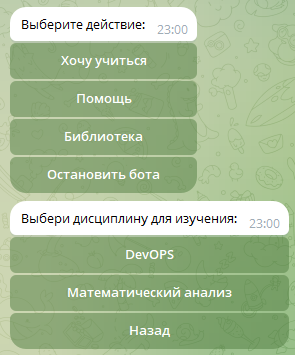 Выберите действие:
23:00
Хочу учиться
Помощь
Библиотека
Остановить бота
Выбери дисциплину для изучения:
23:00
DevOPS
Математический анализ
Назад